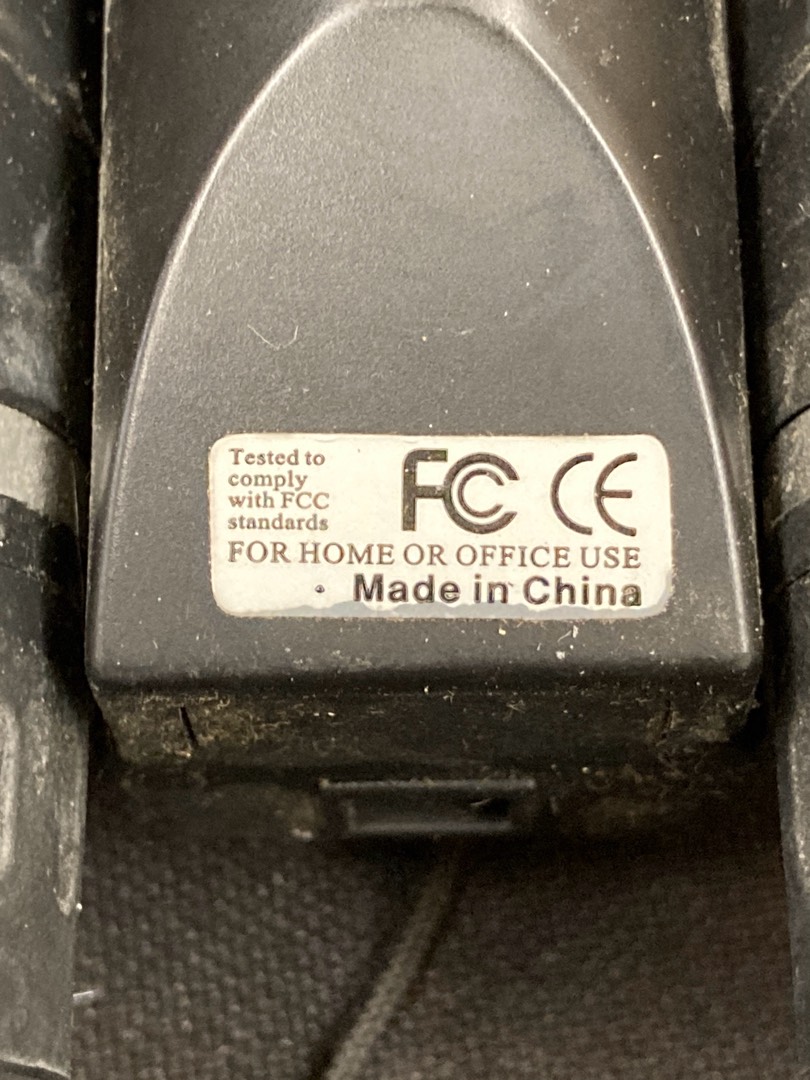 Tested to
comply
with FCC
standards
FC CE
FOR HOME OR OFFICE USE
Made in China